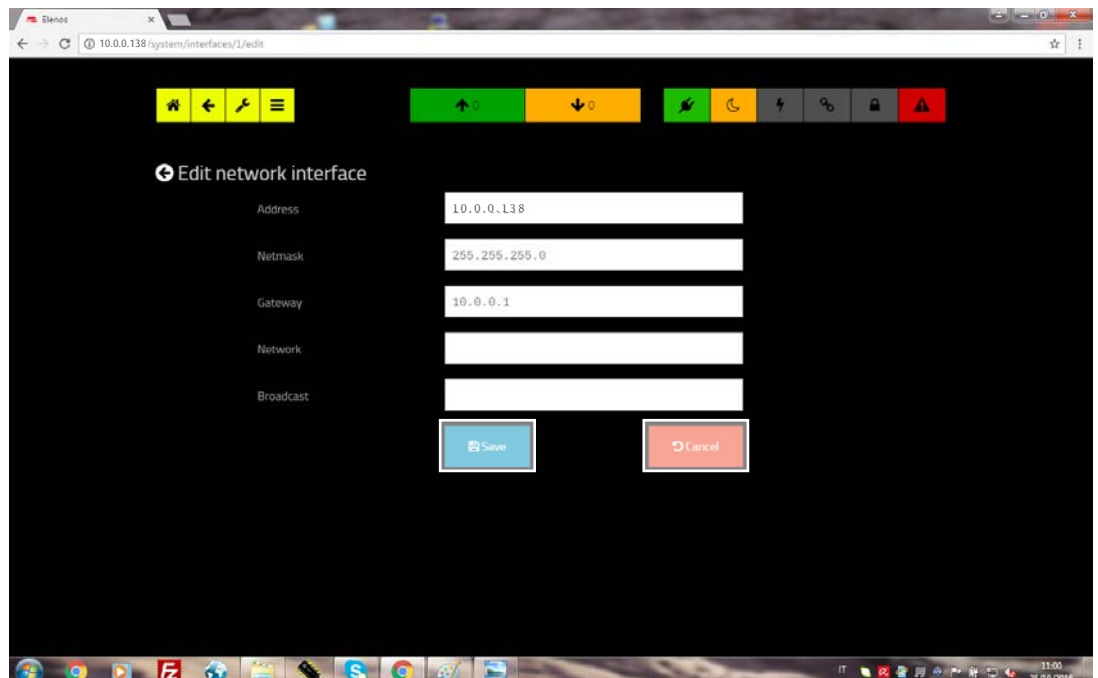 Elenos
10.0.0.138/system/interfaces/1/edit
0 0
Edit network interface
Address 10.0.0.138
Netmask 255.255.255.0
Gateway 10.0.0.1
Network
Broadcast
Save Cancel
IT 11:00